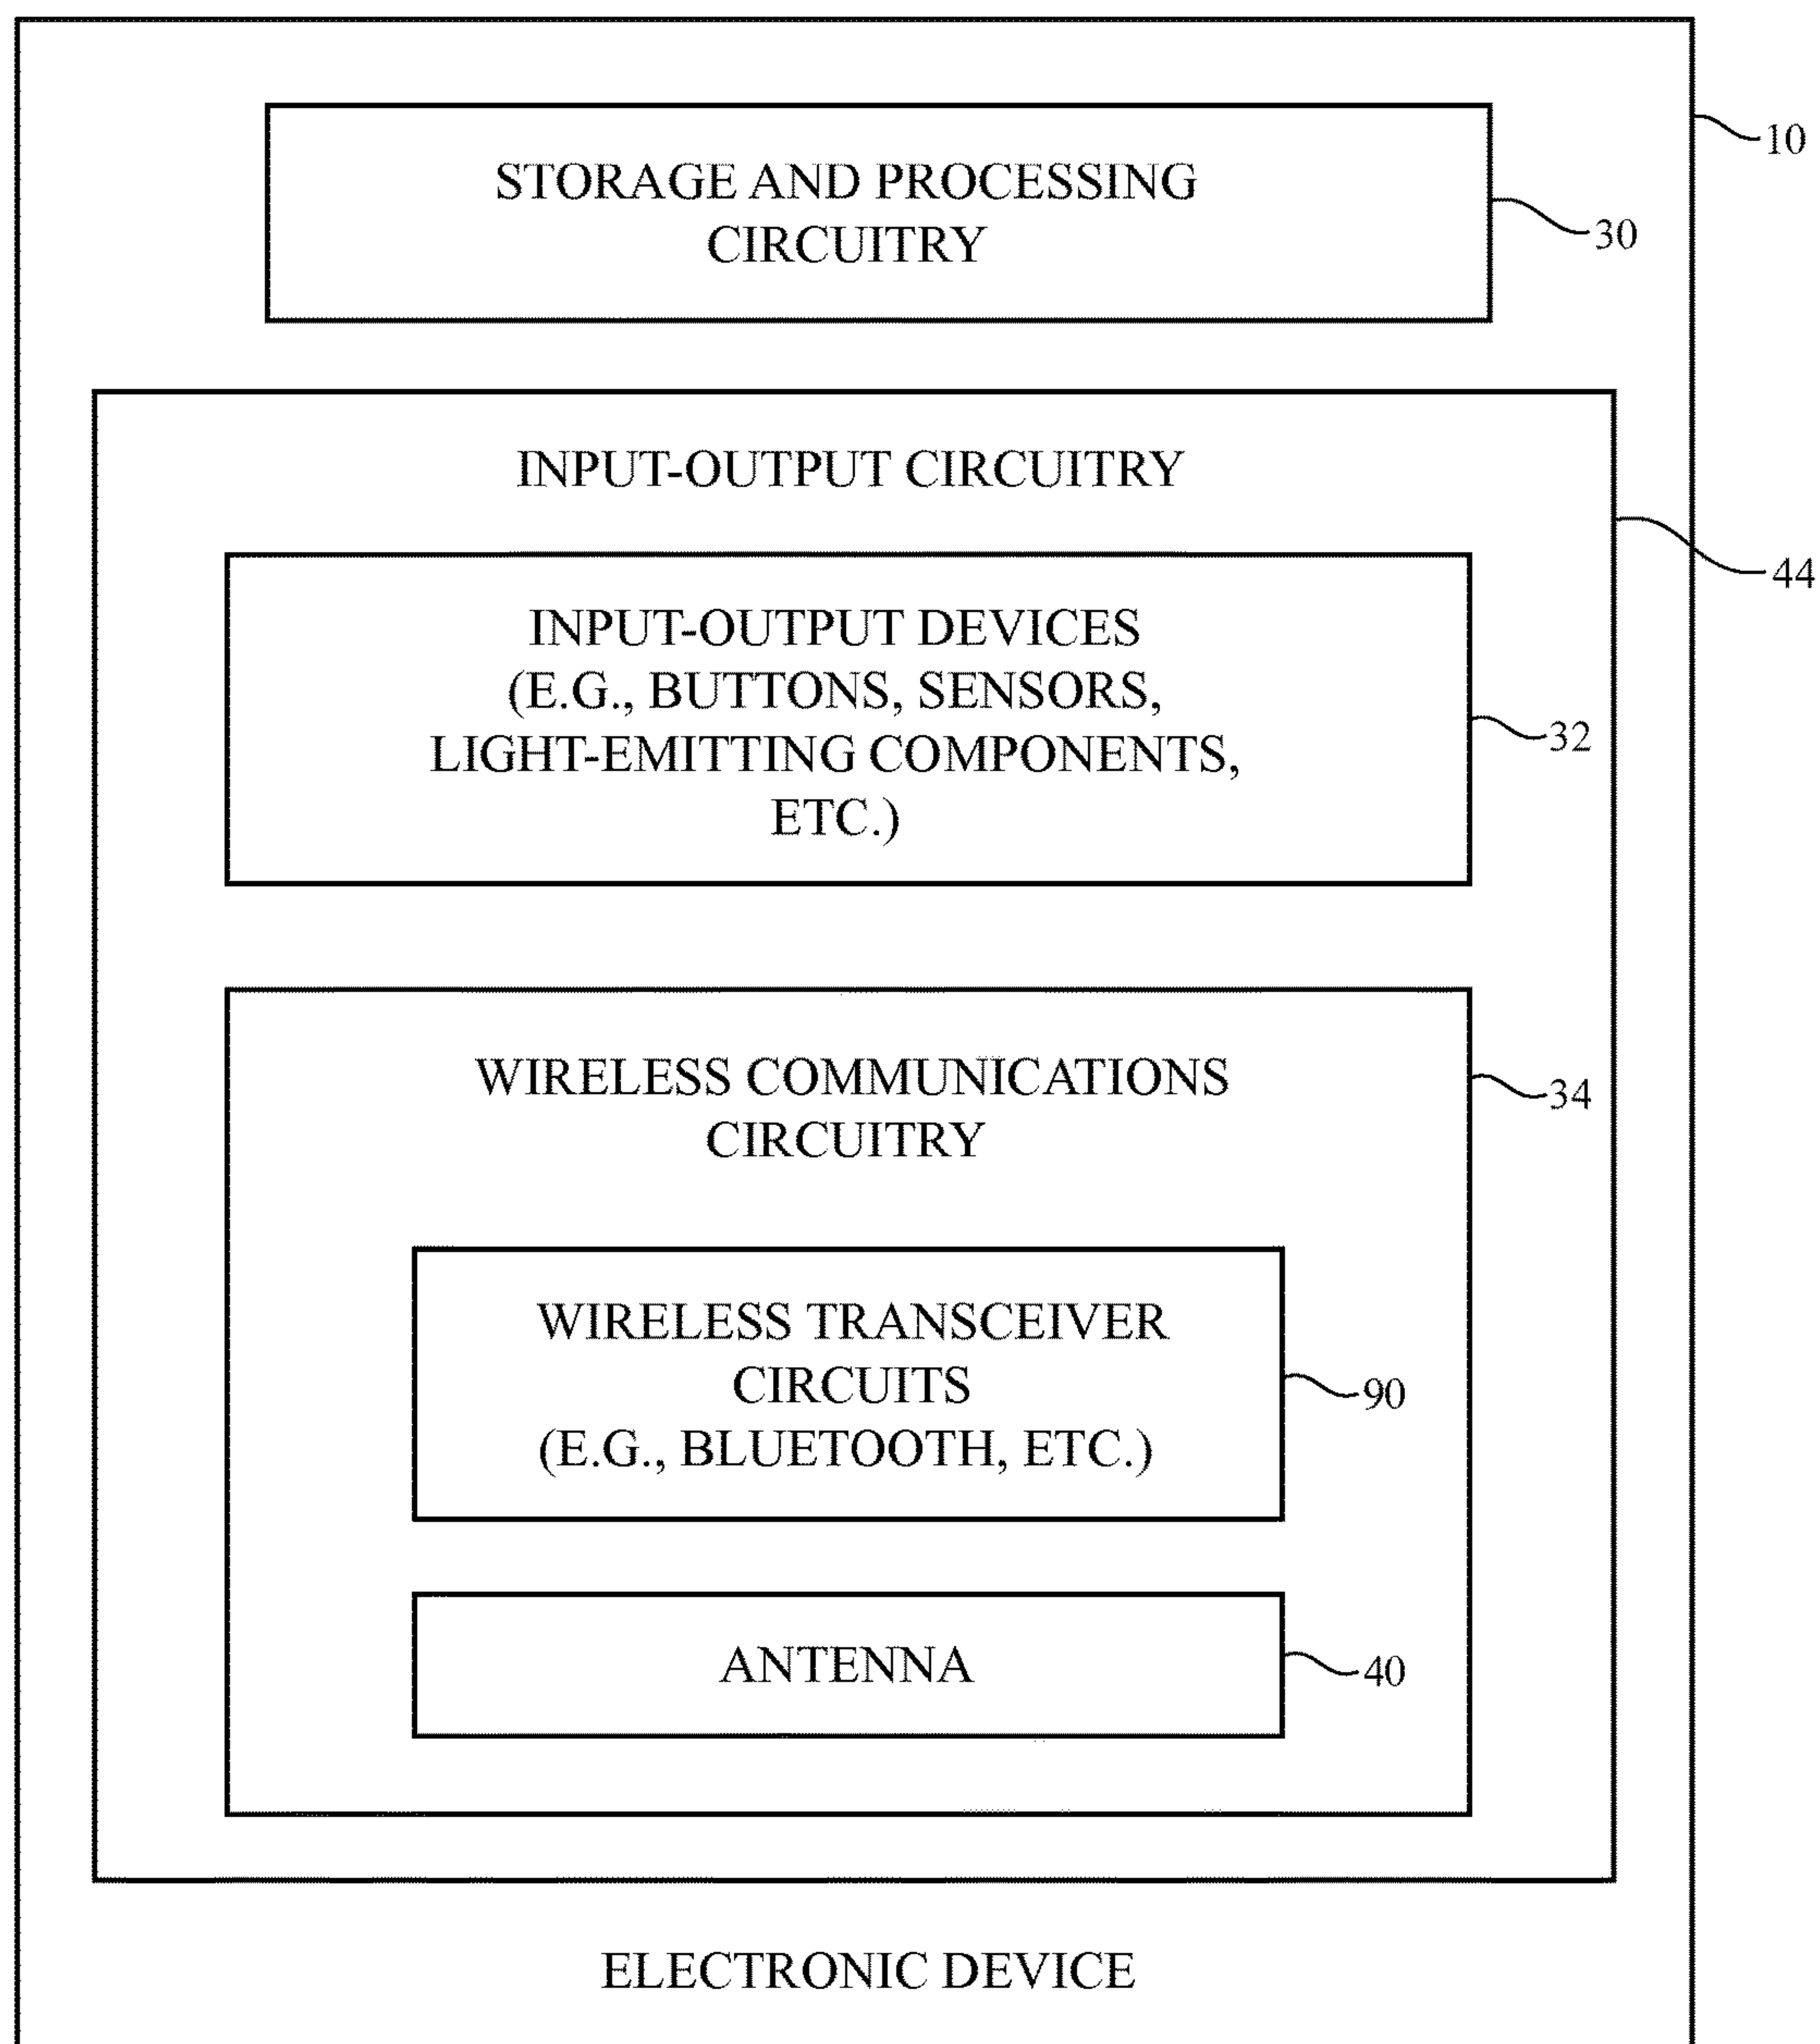 10
STORAGE AND PROCESSING
CIRCUITRY
30
INPUT-OUTPUT CIRCUITRY
44
INPUT-OUTPUT DEVICES
(E.G., BUTTONS, SENSORS,
LIGHT-EMITTING COMPONENTS,
ETC.)
32
WIRELESS COMMUNICATIONS
CIRCUITRY
34
WIRELESS TRANSCEIVER
CIRCUITS
(E.G., BLUETOOTH, ETC.)
90
ANTENNA
40
ELECTRONIC DEVICE